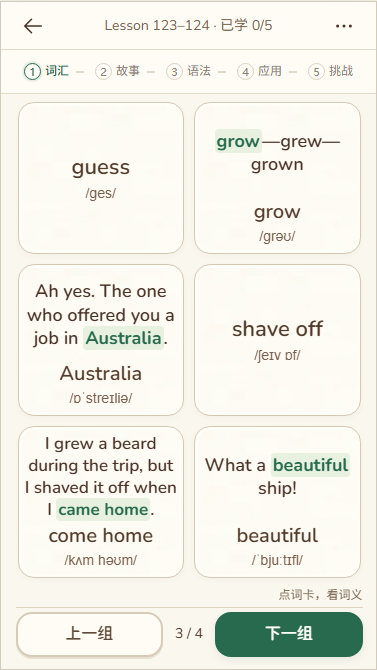 Lesson 123–124 · 已学 0/5
1 词汇 – 2 故事 – 3 语法 – 4 应用 – 5 挑战
guess
/ges/
grow—grew—
grown
grow
/grəʊ/
Ah yes. The one
who offered you a
job in Australia.
Australia
/ɒˈstreɪliə/
shave off
/ʃeɪv ɒf/
I grew a beard
during the trip, but
I shaved it off when
I came home.
come home
/kʌm həʊm/
What a beautiful
ship!
beautiful
/ˈbjuːtɪfl/
点词卡，看词义
上一组
3 / 4
下一组